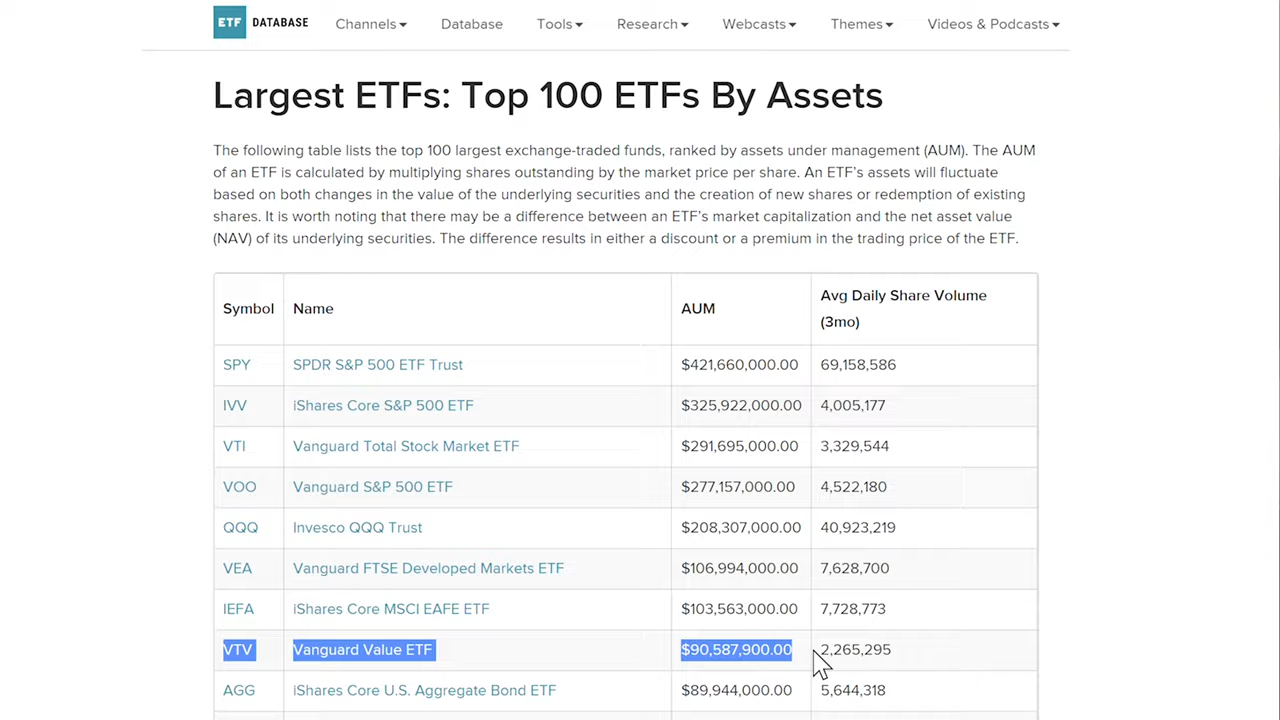 ETF DATABASE Channels Database Tools Research Webcasts Themes Videos & Podcasts
Largest ETFs: Top 100 ETFs By Assets
The following table lists the top 100 largest exchange-traded funds, ranked by assets under management (AUM). The AUM
of an ETF is calculated by multiplying shares outstanding by the market price per share. An ETF's assets will fluctuate
based on both changes in the value of the underlying securities and the creation of new shares or redemption of existing
shares. It is worth noting that there may be a difference between an ETF's market capitalization and the net asset value
(NAV) of its underlying securities. The difference results in either a discount or a premium in the trading price of the ETF.
Symbol Name AUM Avg Daily Share Volume
(3mo)
SPY SPDR S&P 500 ETF Trust $421,660,000.00 69,158,586
IVV iShares Core S&P 500 ETF $325,922,000.00 4,005,177
VTI Vanguard Total Stock Market ETF $291,695,000.00 3,329,544
VOO Vanguard S&P 500 ETF $277,157,000.00 4,522,180
QQQ Invesco QQQ Trust $208,307,000.00 40,923,219
VEA Vanguard FTSE Developed Markets ETF $106,994,000.00 7,628,700
IEFA iShares Core MSCI EAFE ETF $103,563,000.00 7,728,773
VTV Vanguard Value ETF $90,587,900.00 2,265,295
AGG iShares Core U.S. Aggregate Bond ETF $89,944,000.00 5,644,318